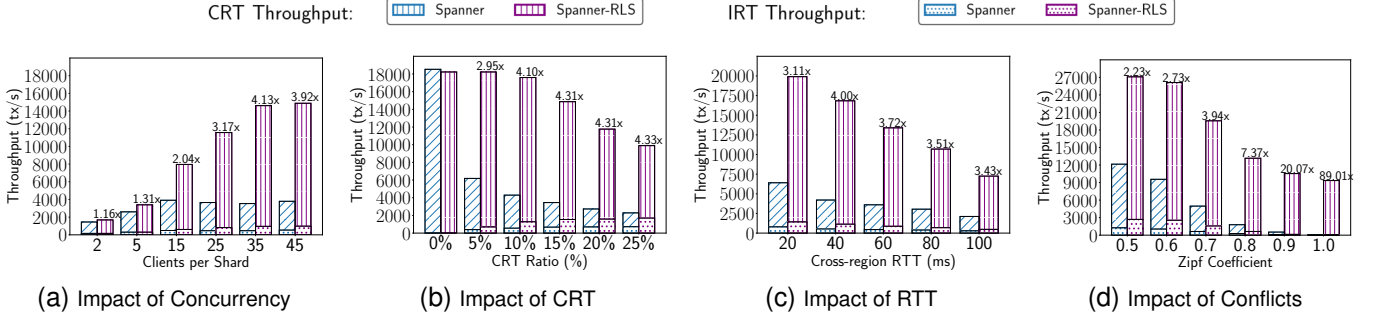 CRT Throughput: Spanner Spanner-RLS IRT Throughput: Spanner Spanner-RLS
Throughput (tx/s)
18000
16000
14000
12000
10000
8000
6000
4000
2000
0
1.16x 1.31x 2.04x 3.17x 4.13x 3.92x
2 5 15 25 35 45
Clients per Shard
(a) Impact of Concurrency
Throughput (tx/s)
18000
16000
14000
12000
10000
8000
6000
4000
2000
0
2.95x 4.10x 4.31x 4.31x 4.33x
0% 5% 10% 15% 20% 25%
CRT Ratio (%)
(b) Impact of CRT
Throughput (tx/s)
20000
17500
15000
12500
10000
7500
5000
2500
0
3.11x 4.00x 3.72x 3.51x 3.43x
20 40 60 80 100
Cross-region RTT (ms)
(c) Impact of RTT
Throughput (tx/s)
27000
24000
21000
18000
15000
12000
9000
6000
3000
0
2.23x 2.73x 3.94x 7.37x 20.07x 89.01x
0.5 0.6 0.7 0.8 0.9 1.0
Zipf Coefficient
(d) Impact of Conflicts